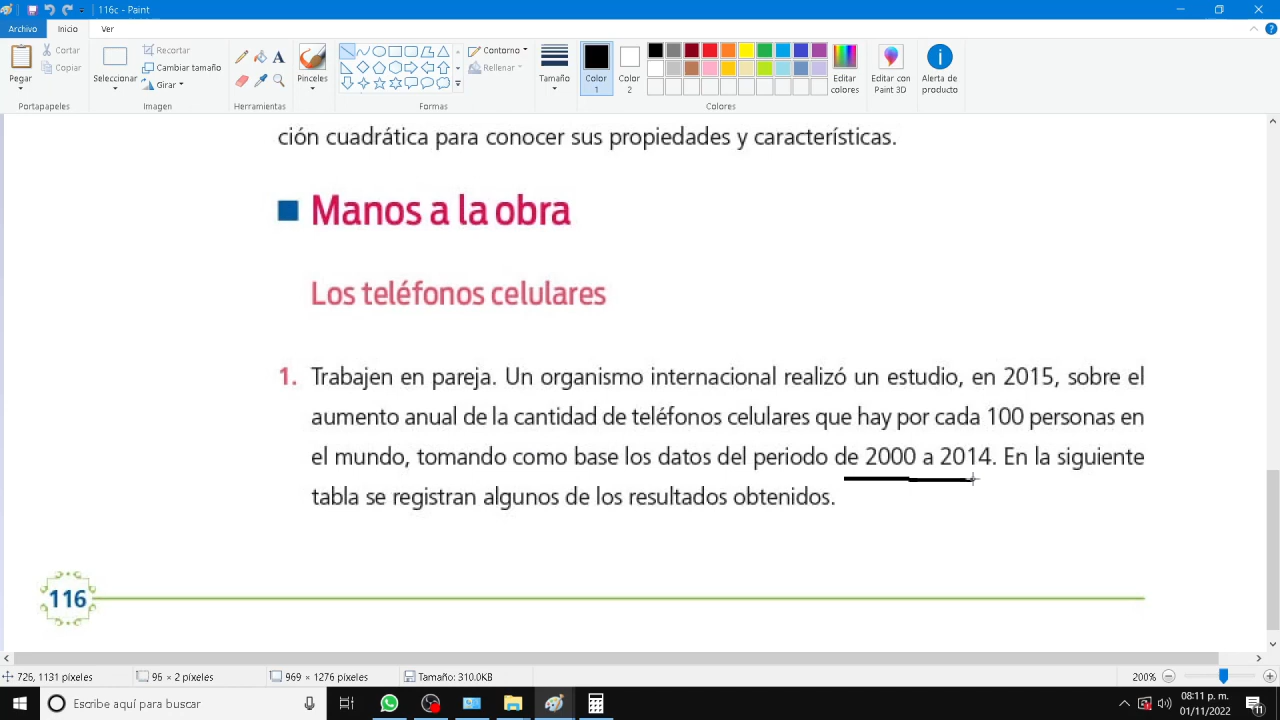 116c - Paint
Archivo Inicio Ver
Pegar
Cortar
Copiar
Portapapeles
Seleccionar
Recortar
Cambiar tamaño
Girar
Imagen
A
Herramientas
Pinceles
Contorno
Rellenar
Formas
Tamaño
Color 1
Color 2
Editar colores
Colores
Editar con Paint 3D
Alerta de producto
ción cuadrática para conocer sus propiedades y características.
Manos a la obra
Los teléfonos celulares
1. Trabajen en pareja. Un organismo internacional realizó un estudio, en 2015, sobre el
aumento anual de la cantidad de teléfonos celulares que hay por cada 100 personas en
el mundo, tomando como base los datos del periodo de 2000 a 2014. En la siguiente
tabla se registran algunos de los resultados obtenidos.
116
726, 1131 píxeles 96 × 2 píxeles 969 × 1276 píxeles Tamaño: 310.0KB 200%
Escribe aquí para buscar
08:11 p. m.
01/11/2022
11